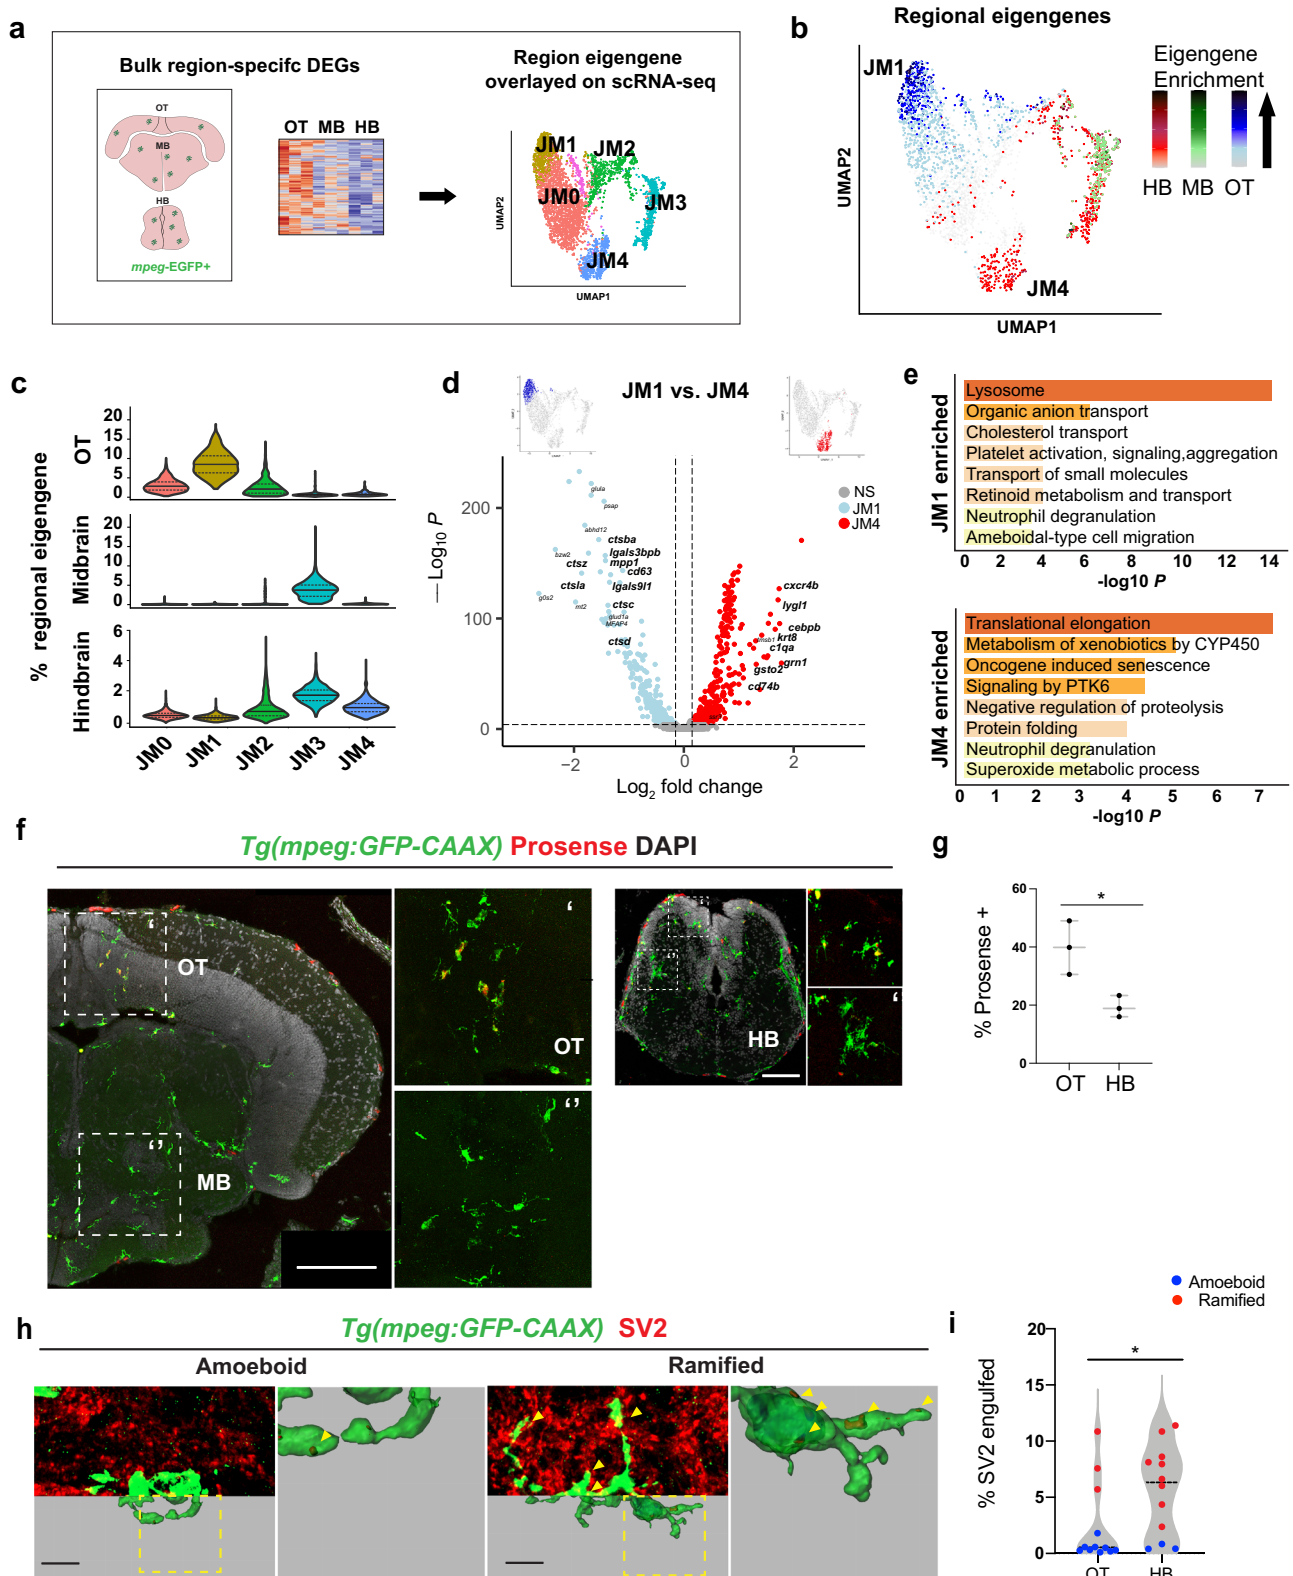 a
Bulk region-specifc DEGs
Region eigengene
overlayed on scRNA-seq
OT
MB
HB
mpeg-EGFP+
OT MB HB
JM1
JM2
JM0
JM3
JM4
UMAP2
UMAP1
b
Regional eigengenes
JM1
JM4
UMAP2
UMAP1
Eigengene
Enrichment
HB MB OT
c
% regional eigengene
OT
20
15
10
5
0
Midbrain
20
15
10
5
0
Hindbrain
6
4
2
0
JM0
JM1
JM2
JM3
JM4
d
JM1 vs. JM4
NS
JM1
JM4
—Log10 P
200
100
0
−2
0
2
Log2 fold change
glula
psap
abhd12
ctsba
bzw2
lgals3bpb
ctsz
mpp1
cd63
ctsla
lgals9l1
g0s2
mt2
ctsc
glud1a
MFAP4
ctsd
cxcr4b
lygl1
cebpb
tmsb1
krt8
c1qa
grn1
gsto2
cd74b
e
JM1 enriched
Lysosome
Organic anion transport
Cholesterol transport
Platelet activation, signaling,aggregation
Transport of small molecules
Retinoid metabolism and transport
Neutrophil degranulation
Ameboidal-type cell migration
0 2 4 6 8 10 12 14
-log10 P
JM4 enriched
Translational elongation
Metabolism of xenobiotics by CYP450
Oncogene induced senescence
Signaling by PTK6
Negative regulation of proteolysis
Protein folding
Neutrophil degranulation
Superoxide metabolic process
0 1 2 3 4 5 6 7
-log10 P
f
Tg(mpeg:GFP-CAAX) Prosense DAPI
‘
OT
‘’
MB
‘
OT
‘’
‘
‘’
HB
‘
g
% Prosense +
60
40
20
0
*
OT HB
h
Tg(mpeg:GFP-CAAX) SV2
Amoeboid
Ramified
i
Amoeboid
Ramified
% SV2 engulfed
20
15
10
5
0
*
OT
HB